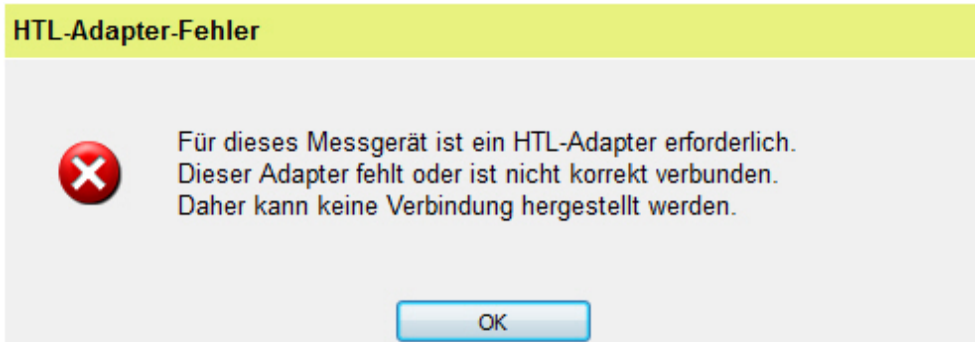 HTL-Adapter-Fehler
Für dieses Messgerät ist ein HTL-Adapter erforderlich.
Dieser Adapter fehlt oder ist nicht korrekt verbunden.
Daher kann keine Verbindung hergestellt werden.
OK